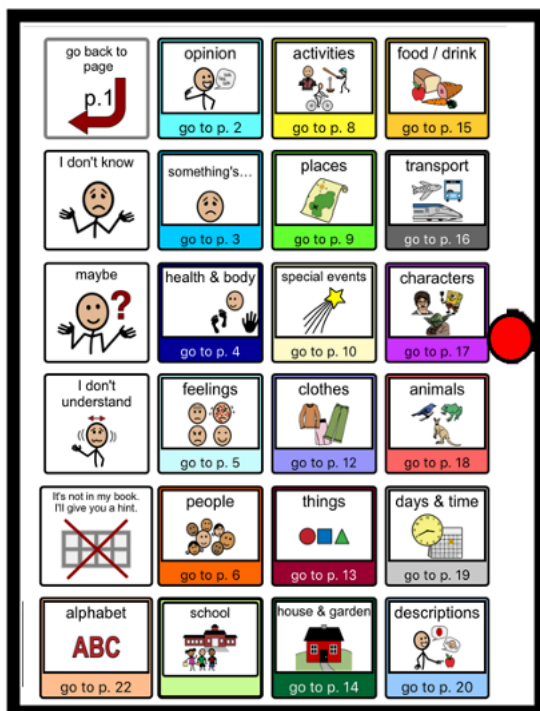 go back to
page
p.1
opinion
go to p. 2
activities
go to p. 8
food / drink
go to p. 15
I don't know
something's...
go to p. 3
places
go to p. 9
transport
go to p. 16
maybe
?
health & body
go to p. 4
special events
go to p. 10
characters
go to p. 17
I don't
understand
feelings
go to p. 5
clothes
go to p. 12
animals
go to p. 18
It's not in my book.
I'll give you a hint.
people
go to p. 6
things
go to p. 13
days & time
go to p. 19
alphabet
ABC
go to p. 22
school
house & garden
go to p. 14
descriptions
go to p. 20